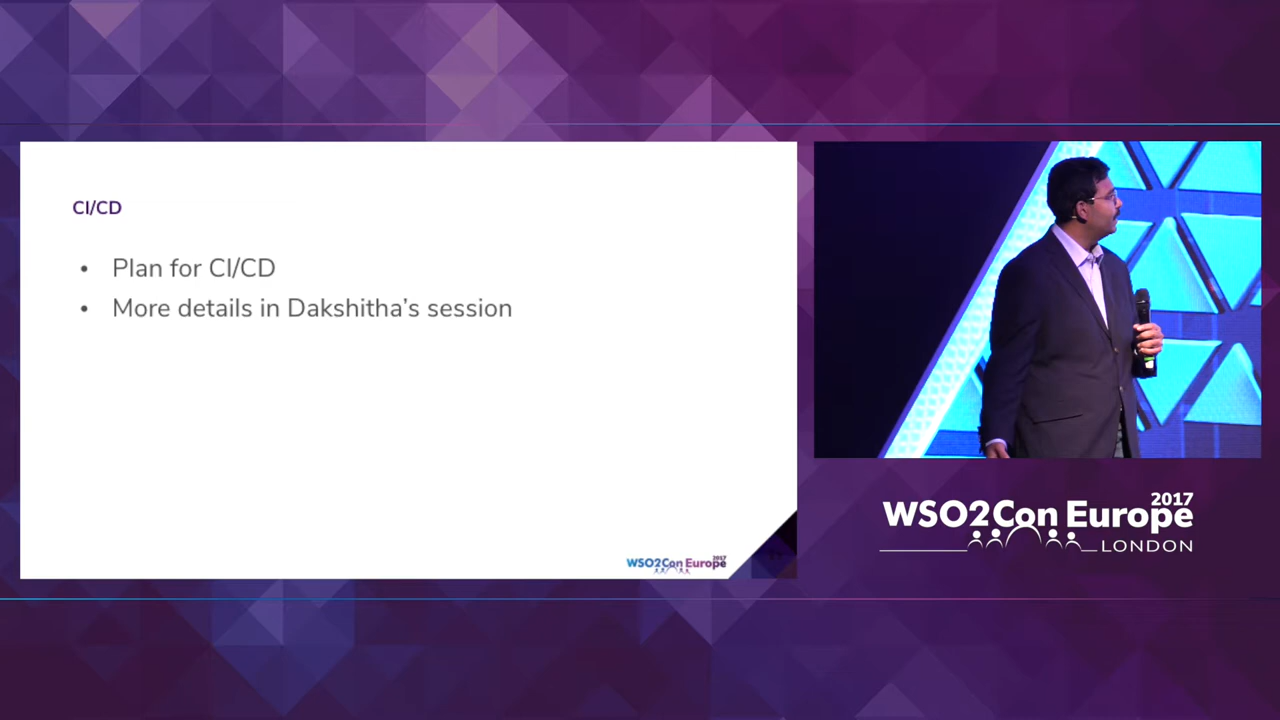 CI/CD
• Plan for CI/CD
• More details in Dakshitha’s session
WSO2Con Europe 2017
WSO2Con Europe 2017
LONDON